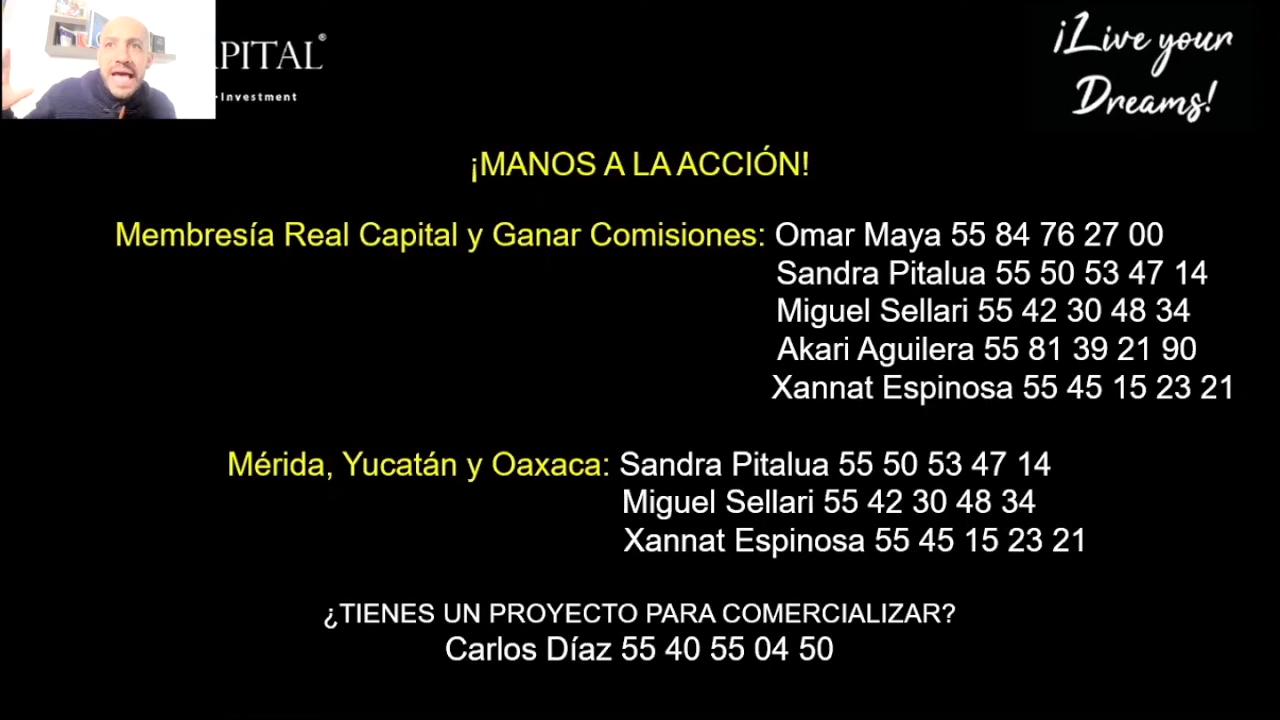 PITAL®
Investment
¡Live your
Dreams!
¡MANOS A LA ACCIÓN!
Membresía Real Capital y Ganar Comisiones: Omar Maya 55 84 76 27 00
Sandra Pitalua 55 50 53 47 14
Miguel Sellari 55 42 30 48 34
Akari Aguilera 55 81 39 21 90
Xannat Espinosa 55 45 15 23 21
Mérida, Yucatán y Oaxaca: Sandra Pitalua 55 50 53 47 14
Miguel Sellari 55 42 30 48 34
Xannat Espinosa 55 45 15 23 21
¿TIENES UN PROYECTO PARA COMERCIALIZAR?
Carlos Díaz 55 40 55 04 50